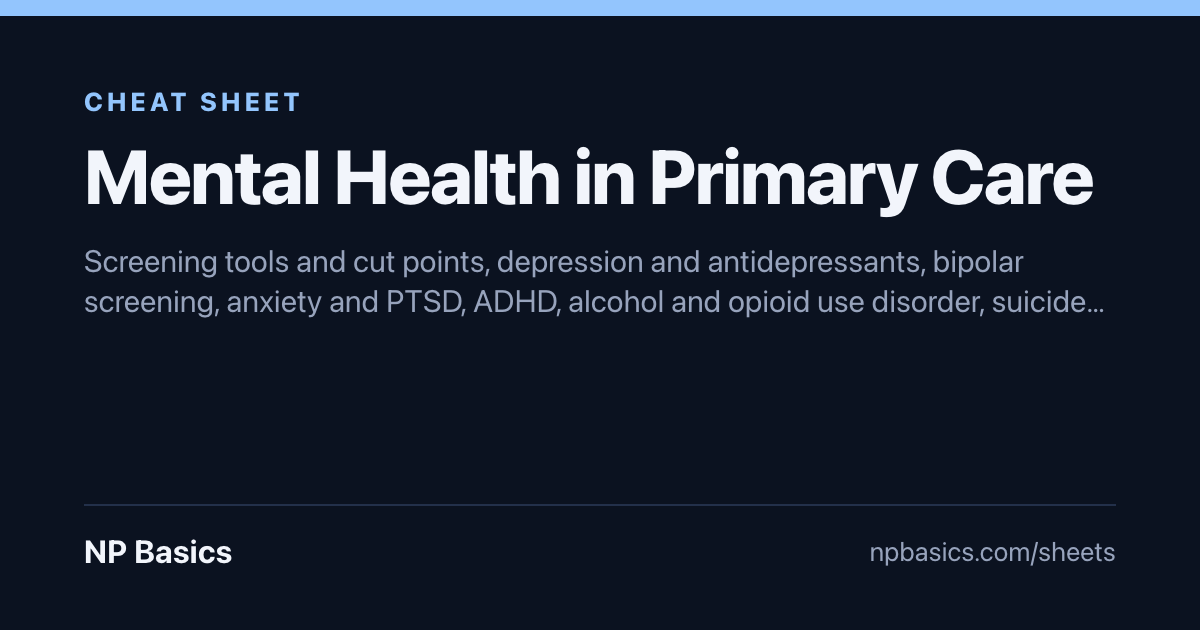 CHEAT SHEET
Mental Health in Primary Care
Screening tools and cut points, depression and antidepressants, bipolar
screening, anxiety and PTSD, ADHD, alcohol and opioid use disorder, suicide…
NP Basics
npbasics.com/sheets